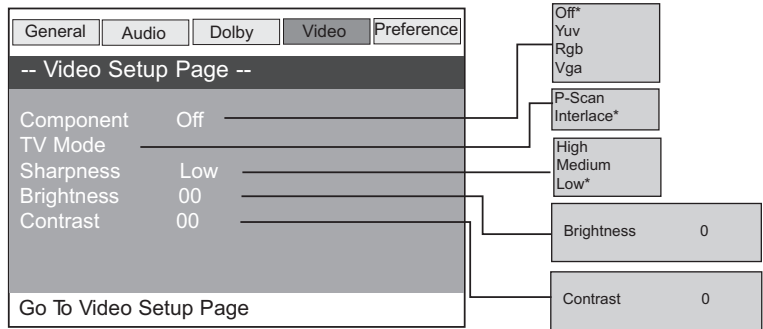 General Audio Dolby Video Preference
-- Video Setup Page --
Component Off
TV Mode
Sharpness Low
Brightness 00
Contrast 00
Go To Video Setup Page
Off*
Yuv
Rgb
Vga
P-Scan
Interlace*
High
Medium
Low*
Brightness 0
Contrast 0